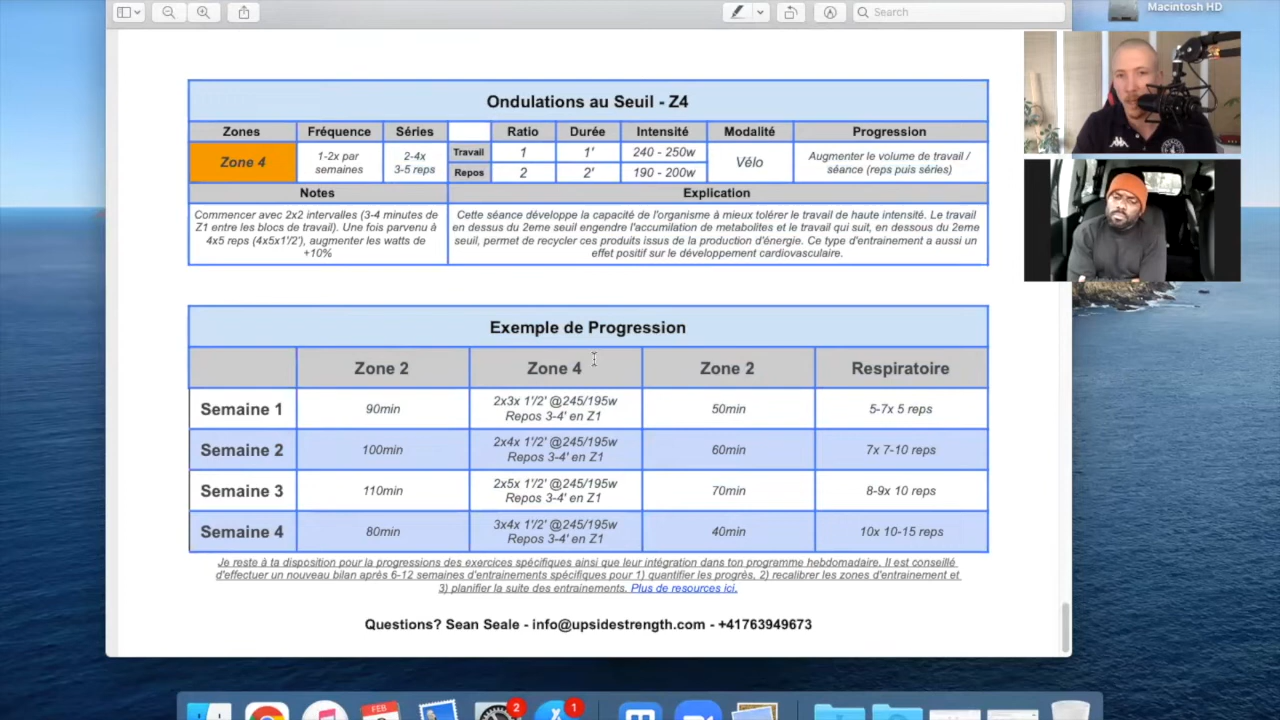 Search
Macintosh HD
Ondulations au Seuil - Z4
Zones Fréquence Séries Ratio Durée Intensité Modalité Progression
Zone 4
1-2x par
semaines
2-4x
3-5 reps
Travail 1 1' 240 - 250w
Repos 2 2' 190 - 200w
Vélo
Augmenter le volume de travail /
séance (reps puis séries)
Notes
Explication
Commencer avec 2x2 intervalles (3-4 minutes de
Z1 entre les blocs de travail). Une fois parvenu à
4x5 reps (4x5x1'/2'), augmenter les watts de
+10%
Cette séance développe la capacité de l'organisme à mieux tolérer le travail de haute intensité. Le travail
en dessus du 2eme seuil engendre l'accumilation de metabolites et le travail qui suit, en dessous du 2eme
seuil, permet de recycler ces produits issus de la production d'énergie. Ce type d'entrainement a aussi un
effet positif sur le développement cardiovasculaire.
Exemple de Progression
Zone 2 Zone 4 Zone 2 Respiratoire
Semaine 1
90min
2x3x 1'/2' @245/195w
Repos 3-4' en Z1
50min
5-7x 5 reps
Semaine 2
100min
2x4x 1'/2' @245/195w
Repos 3-4' en Z1
60min
7x 7-10 reps
Semaine 3
110min
2x5x 1'/2' @245/195w
Repos 3-4' en Z1
70min
8-9x 10 reps
Semaine 4
80min
3x4x 1'/2' @245/195w
Repos 3-4' en Z1
40min
10x 10-15 reps
Je reste à ta disposition pour la progressions des exercices spécifiques ainsi que leur intégration dans ton programme hebdomadaire. Il est conseillé
d'effectuer un nouveau bilan après 6-12 semaines d'entrainements spécifiques pour 1) quantifier les progrès, 2) recalibrer les zones d'entrainement et
3) planifier la suite des entrainements. Plus de resources ici.
Questions? Sean Seale - info@upsidestrength.com - +41763949673
FEB
2
1